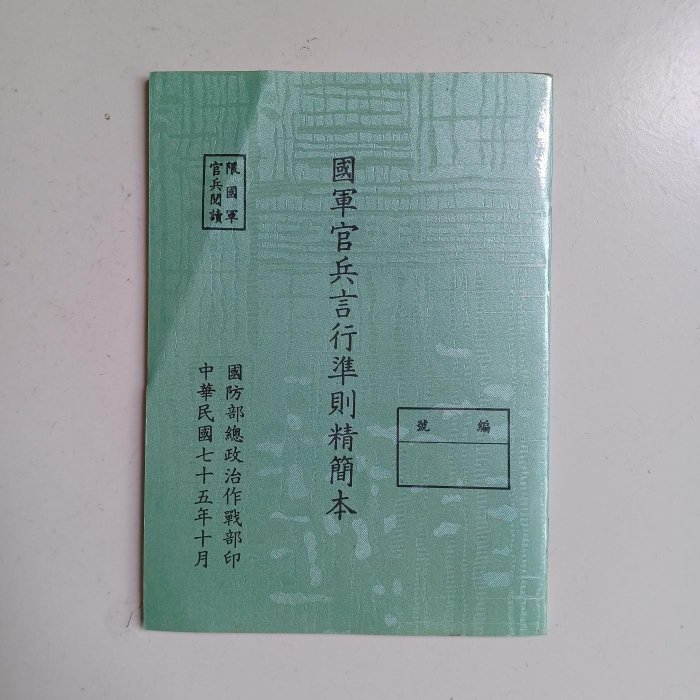 編號
國軍官兵言行準則精簡本
限國軍
官兵閱讀
國防部總政治作戰部印
中華民國七十五年十月